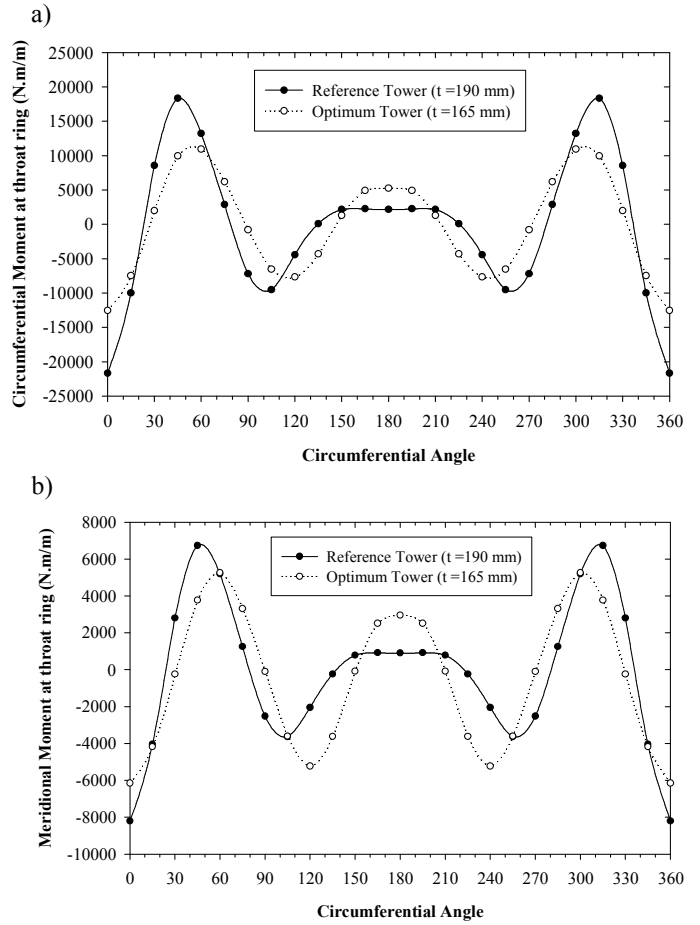 a)
Circumferential Moment at throat ring (N.m/m)
25000
20000
15000
10000
5000
0
-5000
-10000
-15000
-20000
-25000
Reference Tower (t =190 mm)
Optimum Tower (t =165 mm)
0 30 60 90 120 150 180 210 240 270 300 330 360
Circumferential Angle
b)
Meridional Moment at throat ring (N.m/m)
8000
6000
4000
2000
0
-2000
-4000
-6000
-8000
-10000
Reference Tower (t =190 mm)
Optimum Tower (t =165 mm)
0 30 60 90 120 150 180 210 240 270 300 330 360
Circumferential Angle